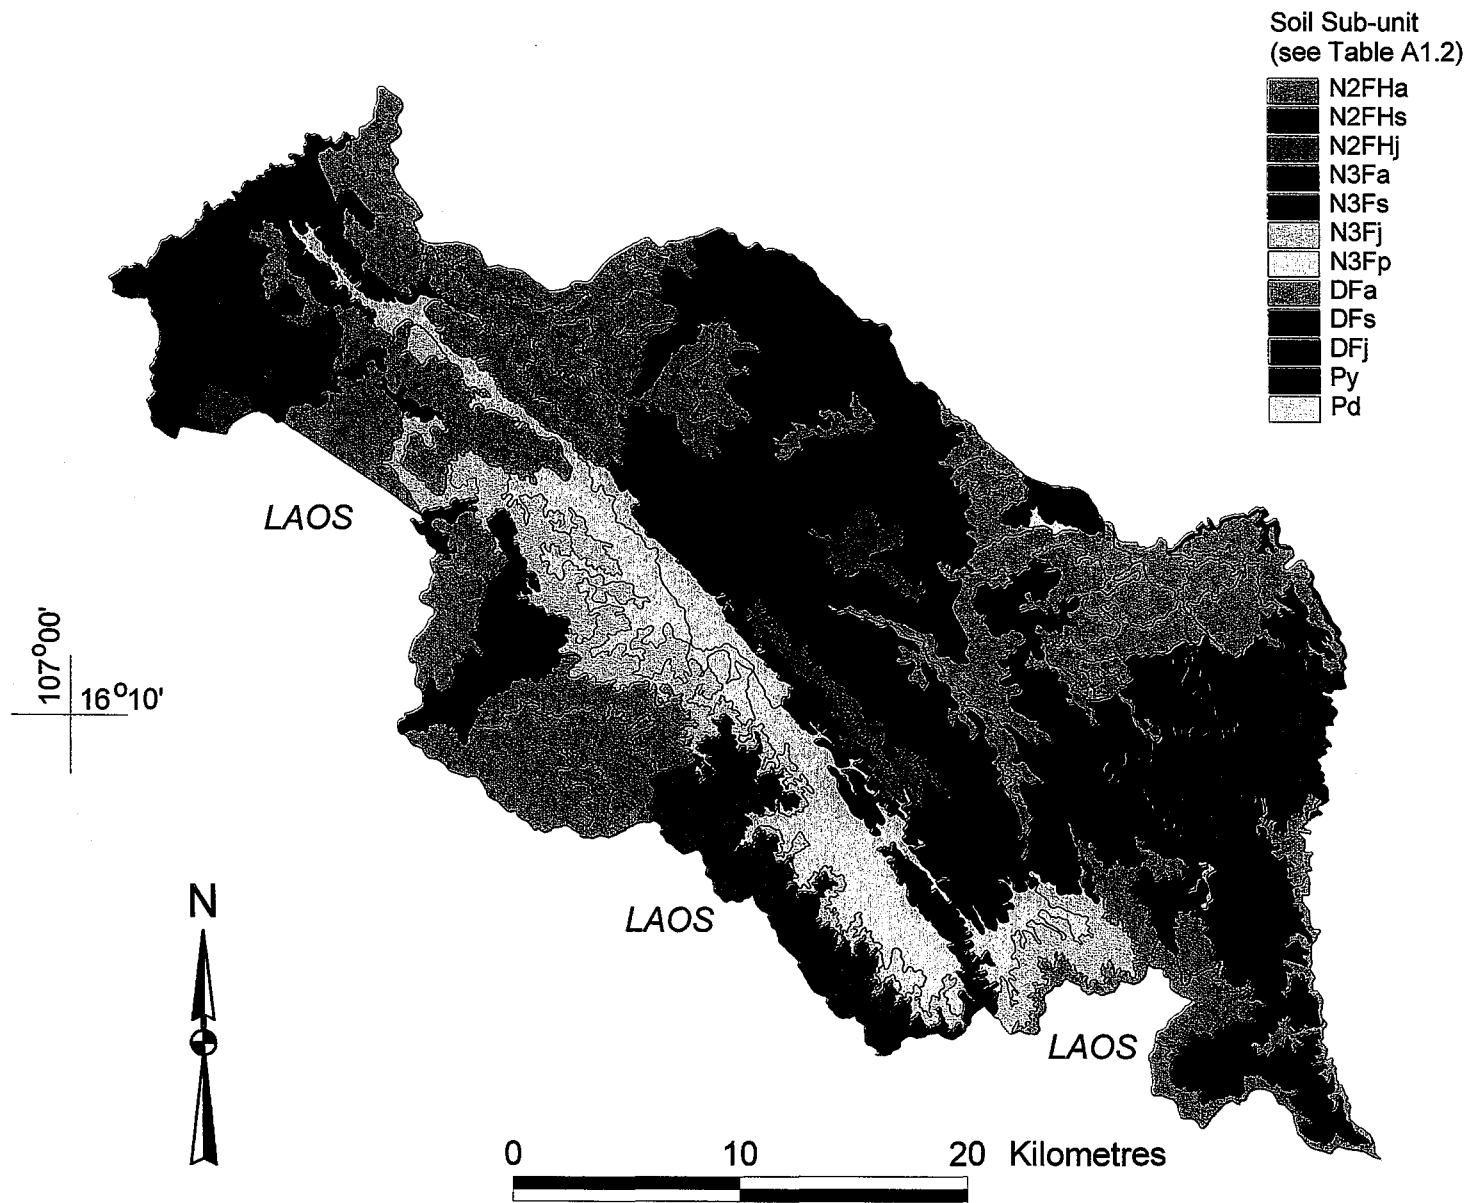 Soil Sub-unit
(see Table A1.2)
N2FHa
N2FHs
N2FHj
N3Fa
N3Fs
N3Fj
N3Fp
DFa
DFs
DFj
Py
Pd
LAOS
107°00'
16°10'
LAOS
N
LAOS
0 10 20 Kilometres